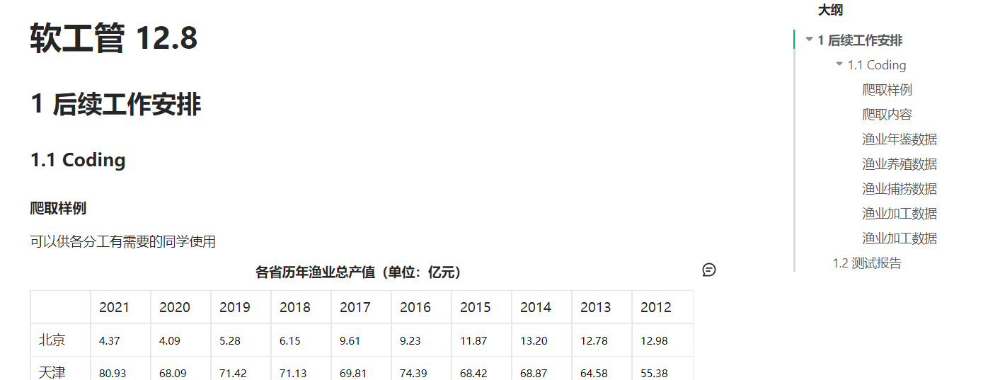 软工管 12.8
1 后续工作安排
1.1 Coding
爬取样例
可以供各分工有需要的同学使用
各省历年渔业总产值（单位：亿元）
2021 2020 2019 2018 2017 2016 2015 2014 2013 2012
北京 4.37 4.09 5.28 6.15 9.61 9.23 11.87 13.20 12.78 12.98
天津 80.93 68.09 71.42 71.13 69.81 74.39 68.42 68.87 64.58 55.38
大纲
1 后续工作安排
1.1 Coding
爬取样例
爬取内容
渔业年鉴数据
渔业养殖数据
渔业捕捞数据
渔业加工数据
渔业加工数据
1.2 测试报告